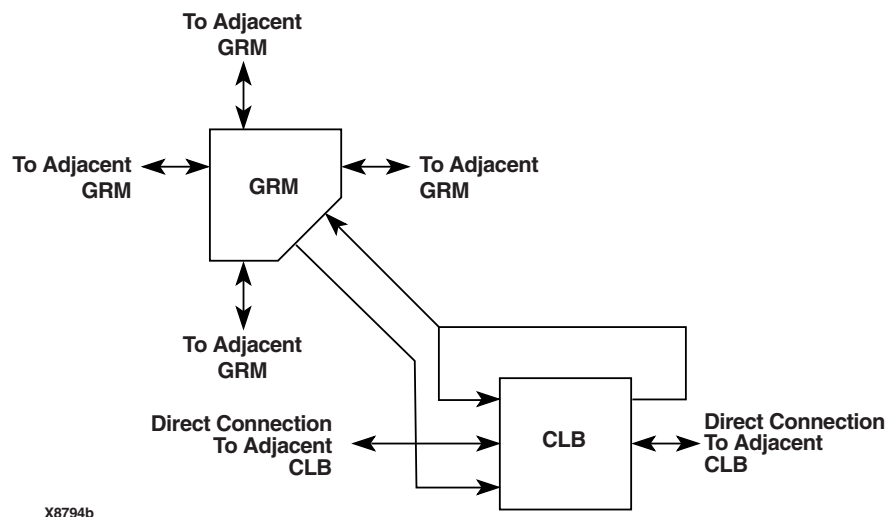 To Adjacent
GRM
To Adjacent
GRM
GRM
To Adjacent
GRM
To Adjacent
GRM
Direct Connection
To Adjacent
CLB
CLB
Direct Connection
To Adjacent
CLB
X8794b